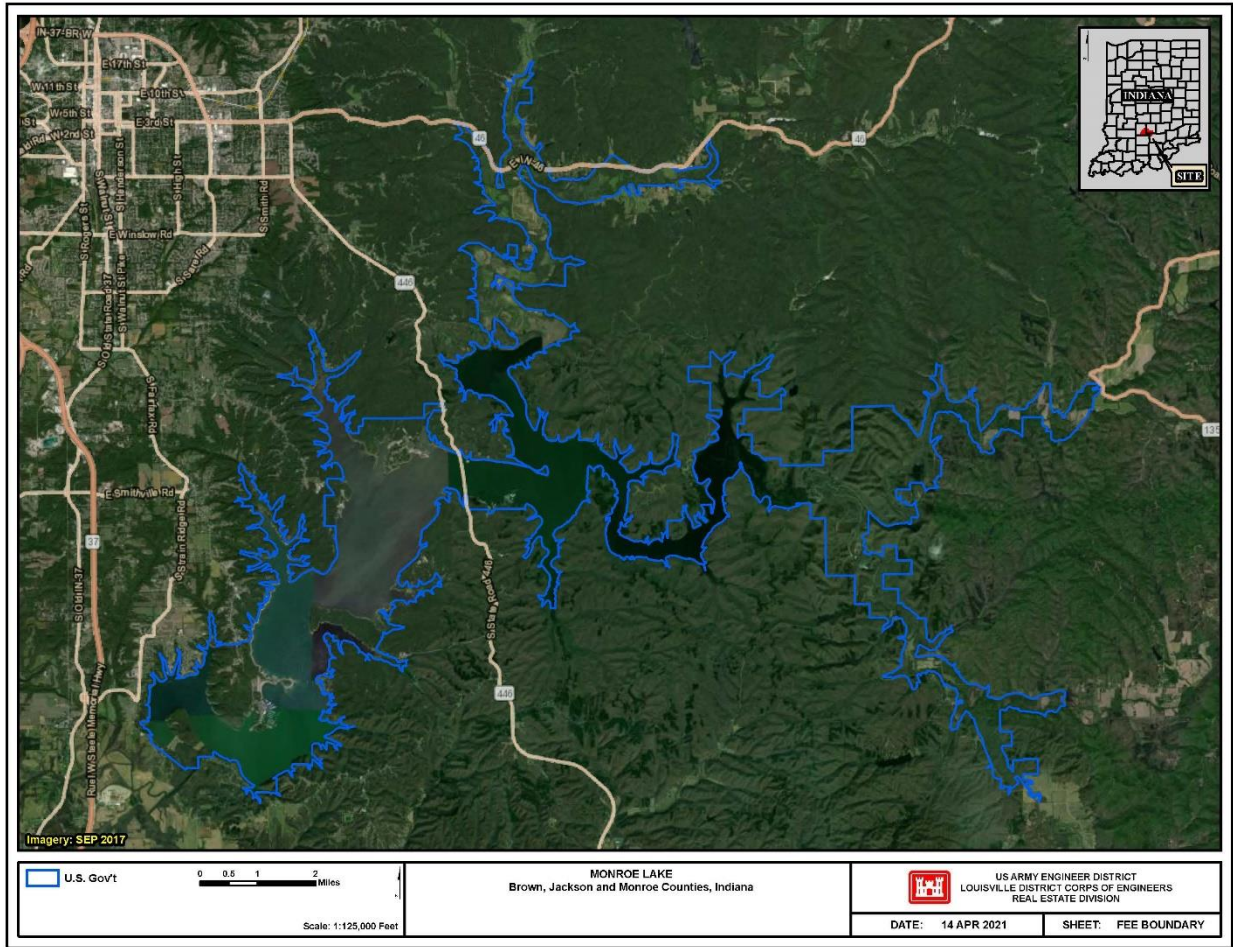 IN-37-BR W
E 17th St
W 11th St
E 10th St
W 5th St
E 3rd St
W 2nd St
S Rogers St
S Walnut St
S Henderson St
S High St
S Smith Rd
E Winslow Rd
S Sare Rd
S Old State Road 37
S Walnut St Pike
S Fairfax Rd
E Smithville Rd
S Strain Ridge Rd
37
S Old IN-37
Ruel W Steele Memorial Hwy
46
E IN-46
46
446
S State Road 446
446
135
INDIANA
SITE
Imagery: SEP 2017
U.S. Gov't
0 0.5 1 2
Miles
Scale: 1:125,000 Feet
MONROE LAKE
Brown, Jackson and Monroe Counties, Indiana
US ARMY ENGINEER DISTRICT
LOUISVILLE DISTRICT CORPS OF ENGINEERS
REAL ESTATE DIVISION
DATE: 14 APR 2021
SHEET: FEE BOUNDARY